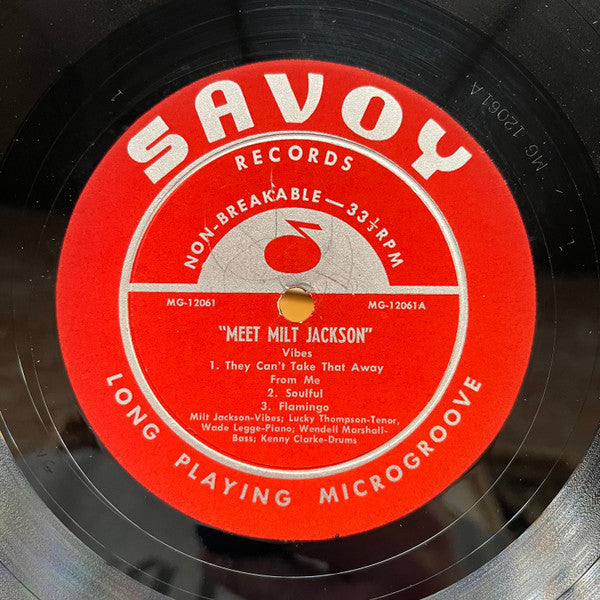 SAVOY
RECORDS
NON-BREAKABLE—33⅓RPM
MG-12061
MG-12061A
"MEET MILT JACKSON"
Vibes
1. They Can't Take That Away
From Me
2. Soulful
3. Flamingo
Milt Jackson-Vibes; Lucky Thompson-Tenor,
Wade Legge-Piano; Wendell Marshall-
Bass; Kenny Clarke-Drums
LONG PLAYING MICROGROOVE
MG 12061 A